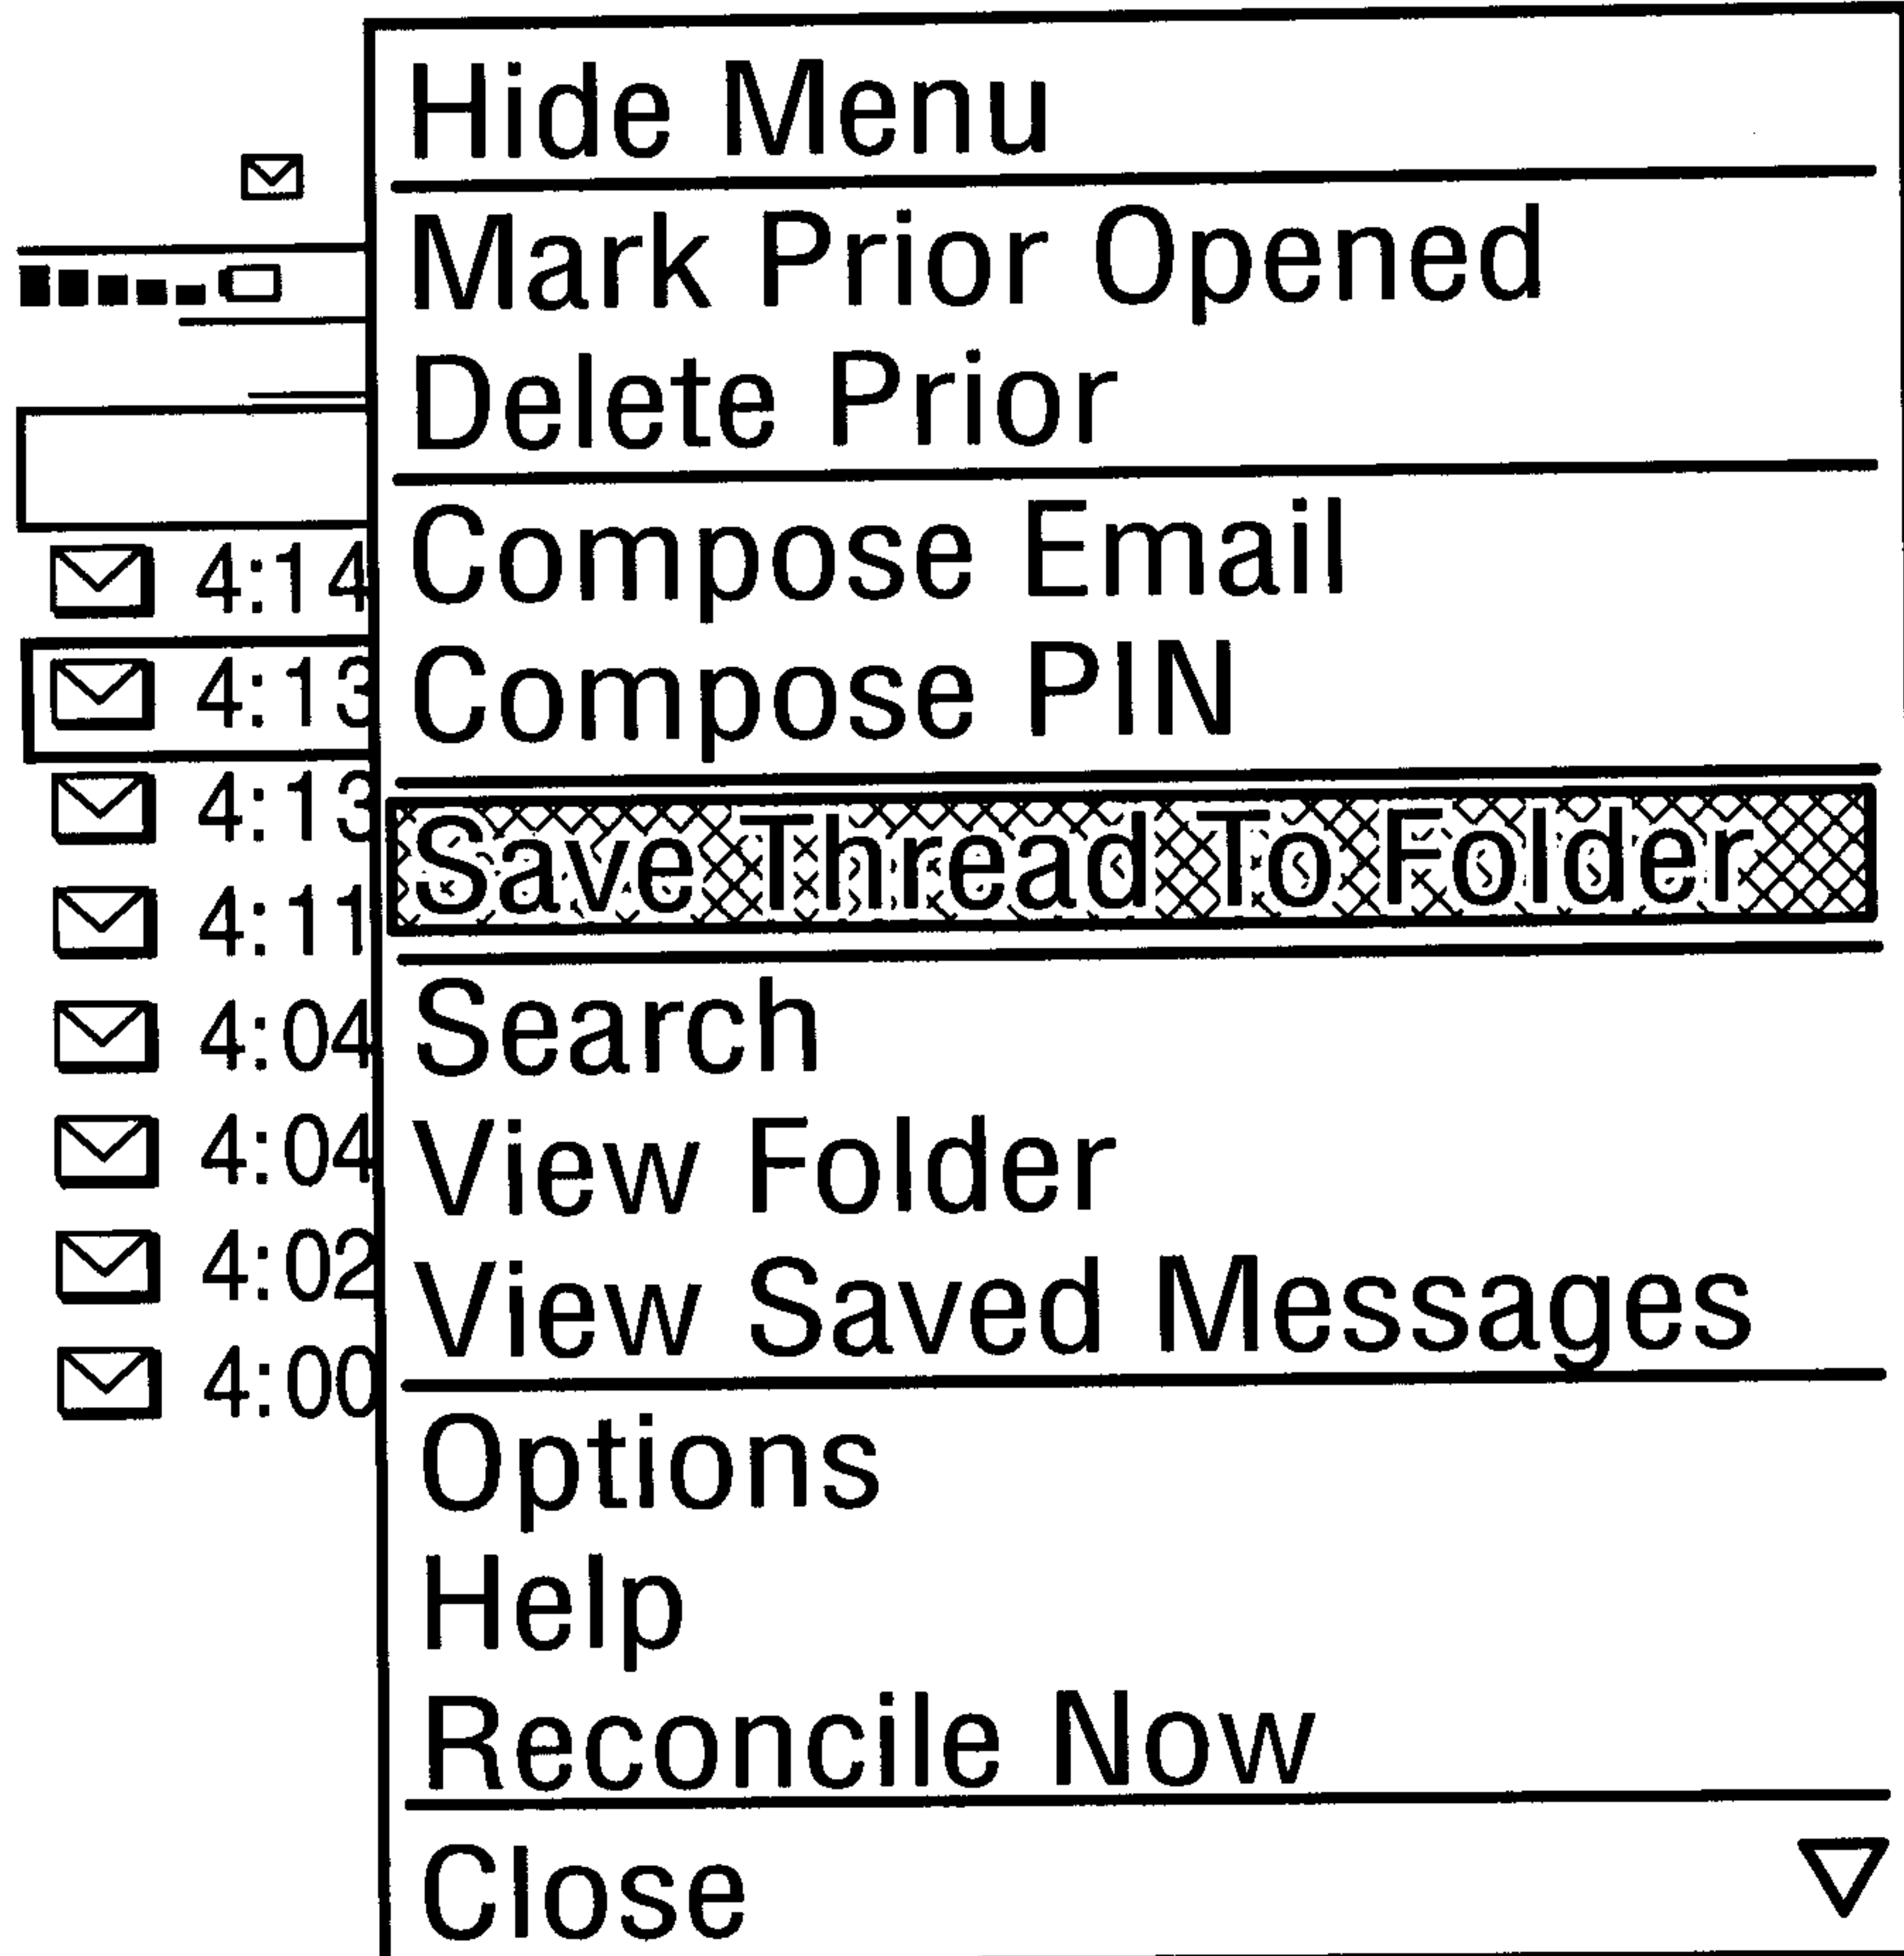 Hide Menu
Mark Prior Opened
Delete Prior
Compose Email
4:14
Compose PIN
4:13
4:13
Save Thread To Folder
4:11
Search
4:04
View Folder
4:04
View Saved Messages
4:02
4:00
Options
Help
Reconcile Now
Close